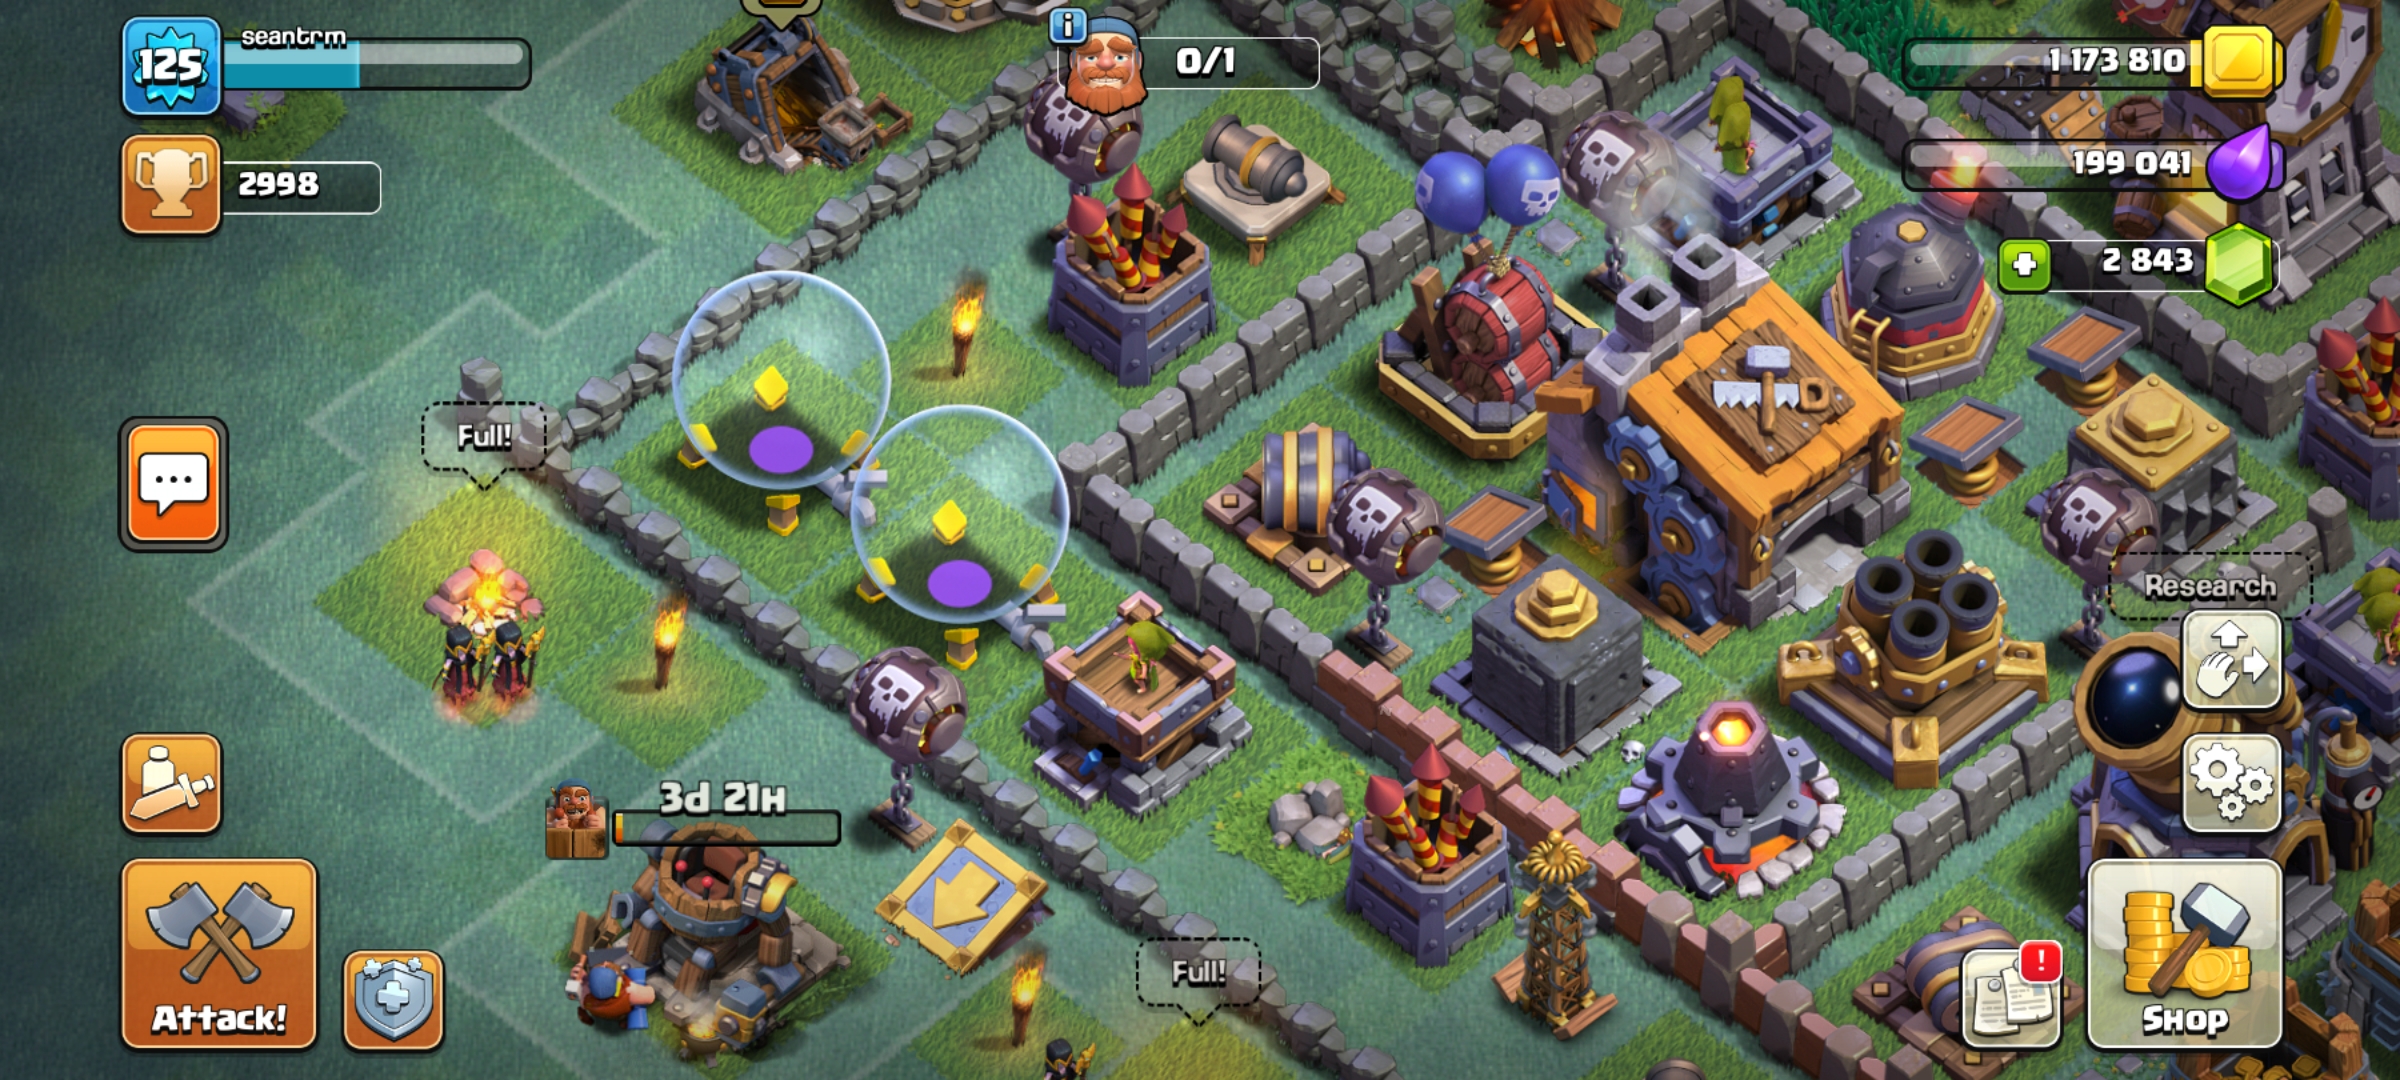 125
seantrm
0/1
1 173 810
2998
199 041
2 843
Full!
Research
3d 21H
Full!
Attack!
Shop